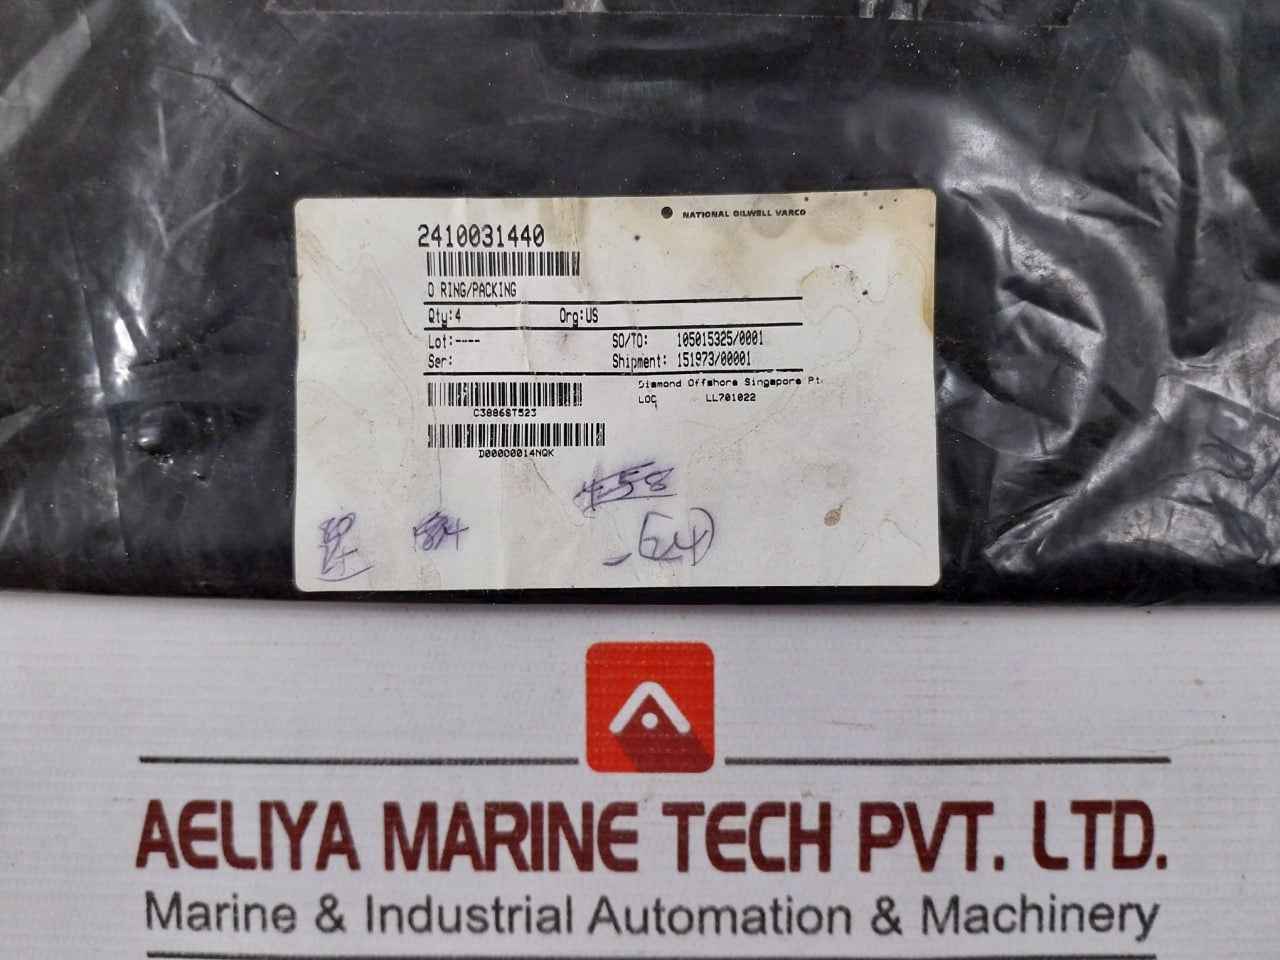 NATIONAL OILWELL VARCO
2410031440
O RING/PACKING
Qty:4 Org:US
Lot:---- SO/TO: 105015325/0001
Ser: Shipment: 151973/00001
Diamond Offshore Singapore Pt.
LOC LL701022
C38868T523
D00000014NQK
AELIYA MARINE TECH PVT. LTD.
Marine & Industrial Automation & Machinery